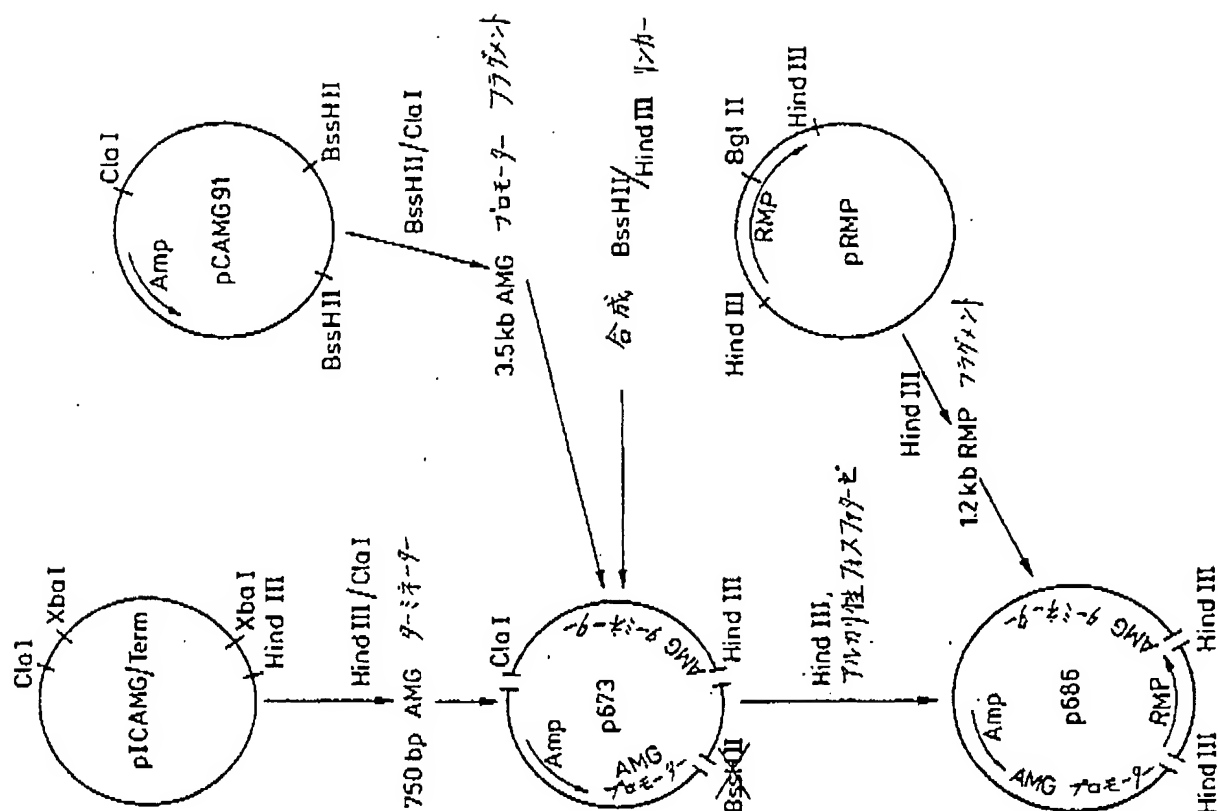 Cla I
Xba I
pICAMG/Term
Xba I
Hind III
Hind III/Cla I
750 bp AMG ターミネーター
Cla I
Amp
pCAMG91
BssH II
BssH II
BssH II/Cla I
3.5kb AMG プロモーター フラグメント
合成 BssH II/Hind III リンカー
Cla I
Amp
p673
AMG ターミネーター
AMG プロモーター
Hind III
BssH II
Hind III
Bgl II
Hind III
RMP
pRMP
Hind III
1.2kb RMP フラグメント
Hind III,
アルカリ性 フォスファターゼ
Amp
p686
AMG ターミネーター
AMG プロモーター
RMP
Hind III
Hind III